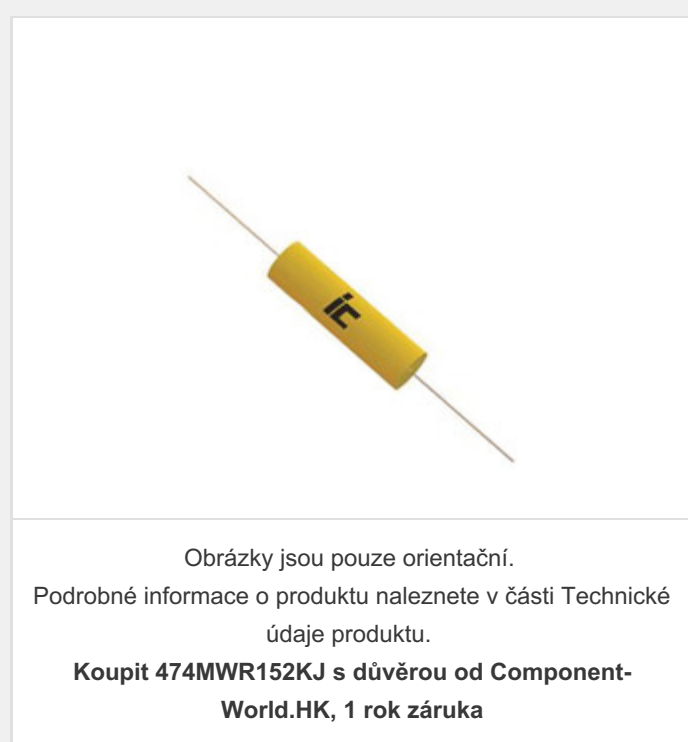 ic
Obrázky jsou pouze orientační.
Podrobné informace o produktu naleznete v části Technické
údaje produktu.
Koupit 474MWR152KJ s důvěrou od Component-
World.HK, 1 rok záruka